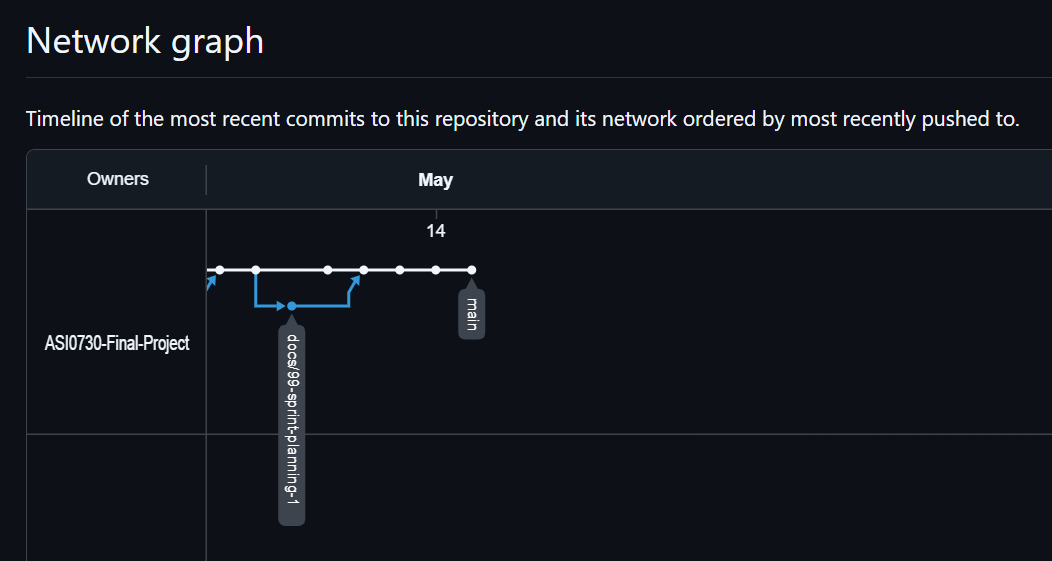 Network graph
Timeline of the most recent commits to this repository and its network ordered by most recently pushed to.
Owners
May
14
ASI0730-Final-Project
main
docs/99-sprint-planning-1